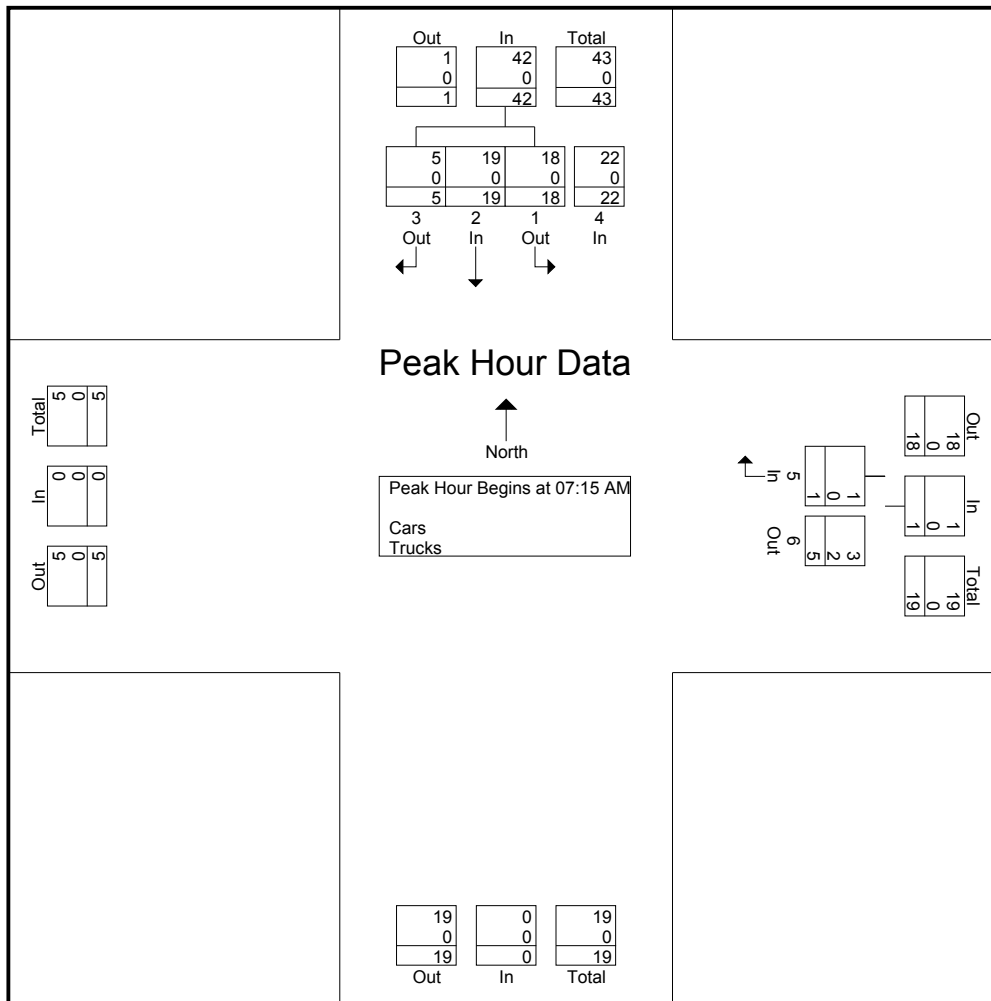 Out In Total
1 42 43
0 0 0
1 42 43
5 19 18 22
0 0 0 0
5 19 18 22
3 2 1 4
Out In Out In
Peak Hour Data
North
Peak Hour Begins at 07:15 AM
Cars
Trucks
Total
5 0 5
In
0 0 0
Out
5 0 5
Out
18 0 18
In
1 0 1
Total
19 0 19
5
In
1 0 1
6
Out
3 2 5
19 0 19
0 0 0
19 0 19
Out In Total